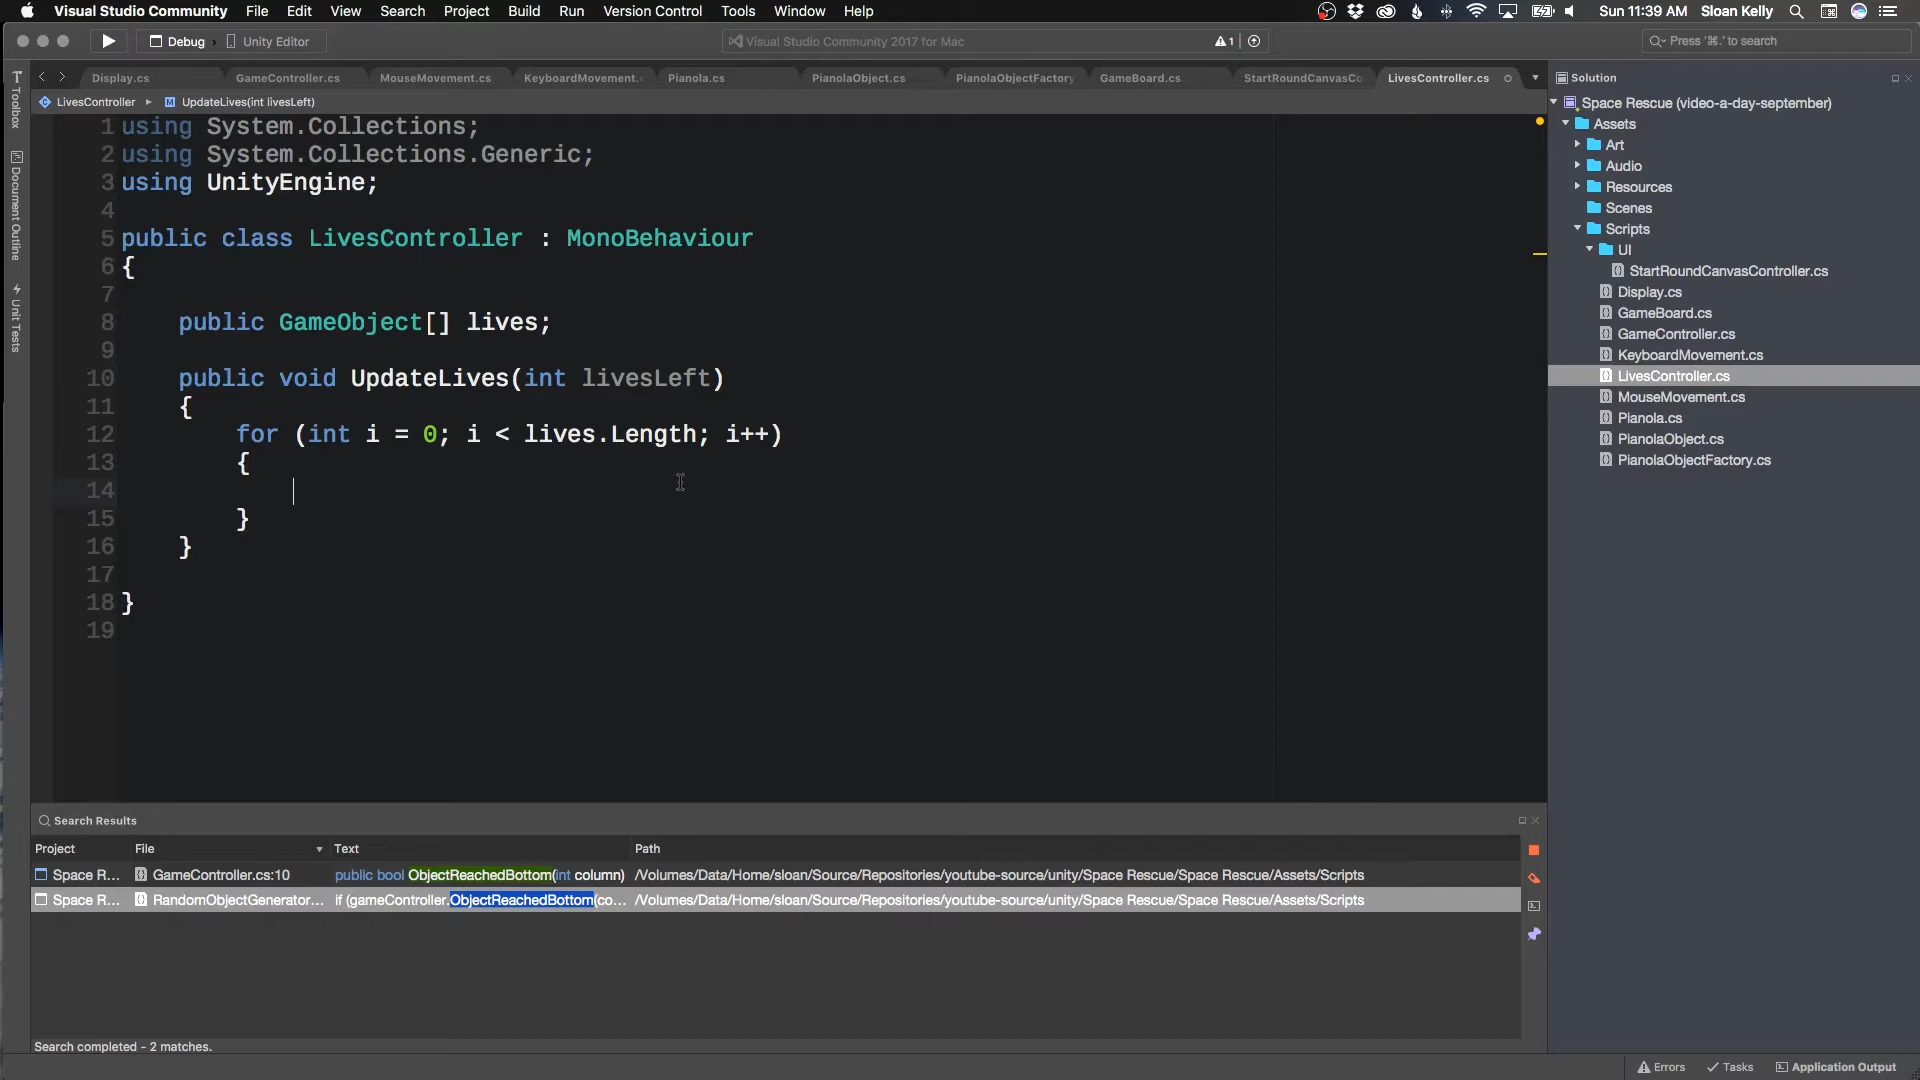 Visual Studio Community File Edit View Search Project Build Run Version Control Tools Window Help Sun 11:39 AM Sloan Kelly
Debug › Unity Editor Visual Studio Community 2017 for Mac 1 Press '⌘.' to search
Display.cs GameController.cs MouseMovement.cs KeyboardMovement. Pianola.cs PianolaObject.cs PianolaObjectFactory GameBoard.cs StartRoundCanvasCo LivesController.cs
LivesController UpdateLives(int livesLeft)
Toolbox
Document Outline
Unit Tests
1 using System.Collections;
2 using System.Collections.Generic;
3 using UnityEngine;
4
5 public class LivesController : MonoBehaviour
6 {
7
8 public GameObject[] lives;
9
10 public void UpdateLives(int livesLeft)
11 {
12 for (int i = 0; i < lives.Length; i++)
13 {
14
15 }
16 }
17
18 }
19
Solution
Space Rescue (video-a-day-september)
Assets
Art
Audio
Resources
Scenes
Scripts
UI
StartRoundCanvasController.cs
Display.cs
GameBoard.cs
GameController.cs
KeyboardMovement.cs
LivesController.cs
MouseMovement.cs
Pianola.cs
PianolaObject.cs
PianolaObjectFactory.cs
Search Results
Project File Text Path
Space R... GameController.cs:10 public bool ObjectReachedBottom(int column) /Volumes/Data/Home/sloan/Source/Repositories/youtube-source/unity/Space Rescue/Space Rescue/Assets/Scripts
Space R... RandomObjectGenerator... if (gameController.ObjectReachedBottom(co... /Volumes/Data/Home/sloan/Source/Repositories/youtube-source/unity/Space Rescue/Space Rescue/Assets/Scripts
Search completed - 2 matches.
Errors Tasks Application Output